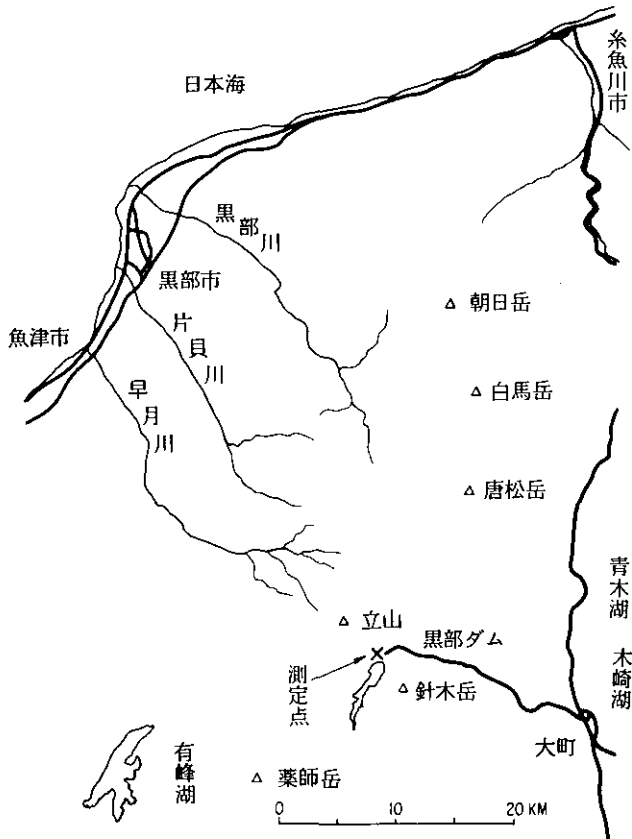 糸魚川市
日本海
黒部川
黒部市
魚津市
片貝川
早月川
朝日岳
白馬岳
唐松岳
青木湖
木崎湖
立山
黒部ダム
測定点
針木岳
大町
有峰湖
薬師岳
0 10 20 KM